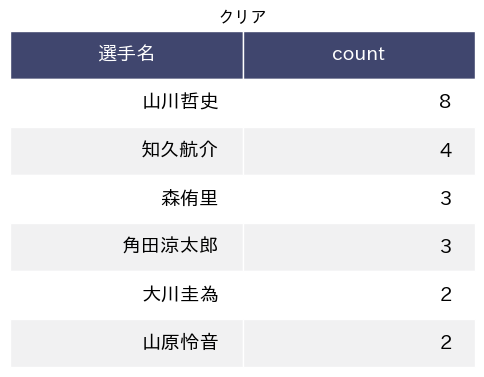 クリア
選手名 count
山川哲史 8
知久航介 4
森侑里 3
角田涼太郎 3
大川圭為 2
山原怜音 2